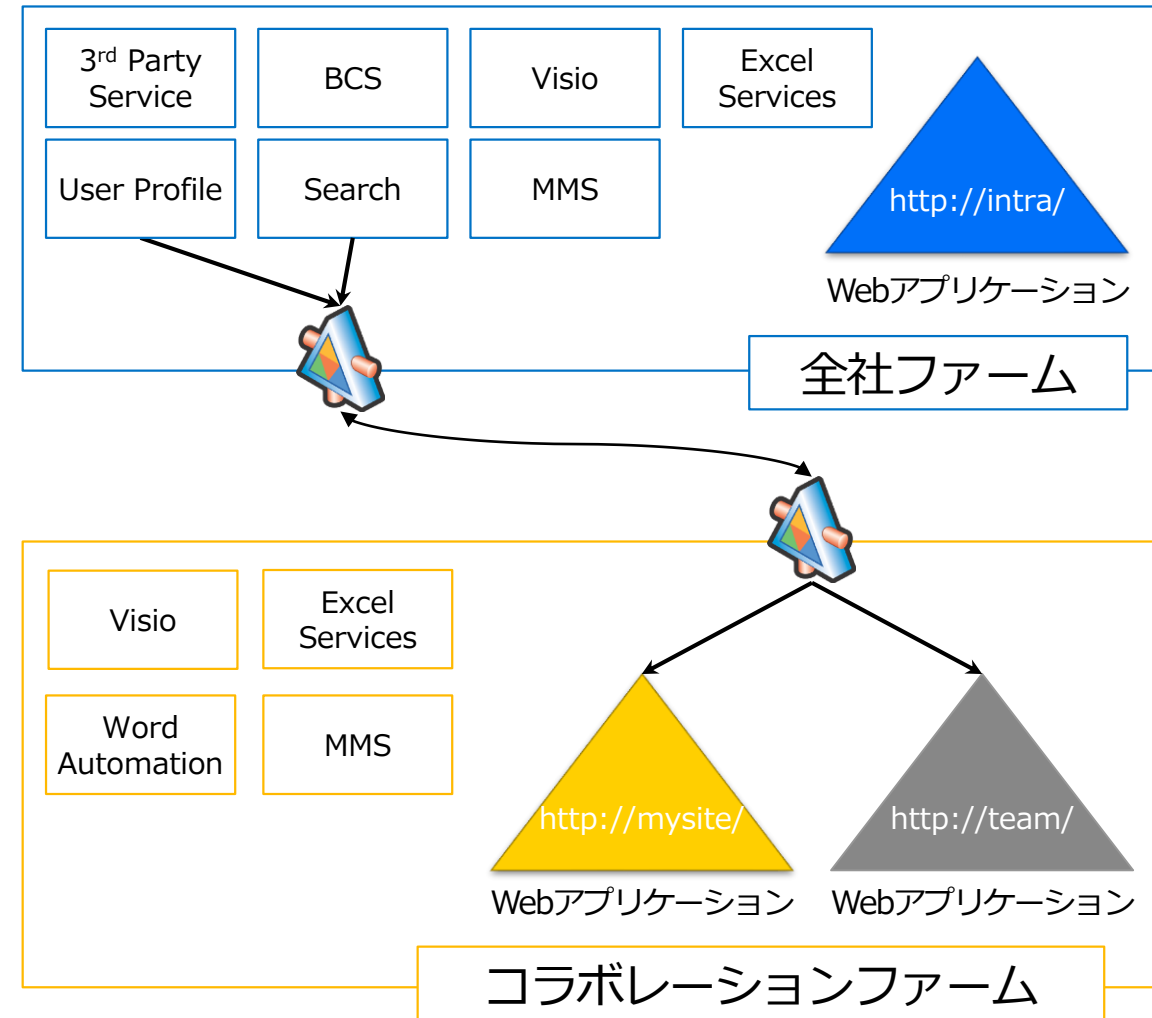 3rd Party
Service
BCS
Visio
Excel
Services
User Profile
Search
MMS
http://intra/
Webアプリケーション
全社ファーム
Visio
Excel
Services
Word
Automation
MMS
http://mysite/
http://team/
Webアプリケーション
Webアプリケーション
コラボレーションファーム